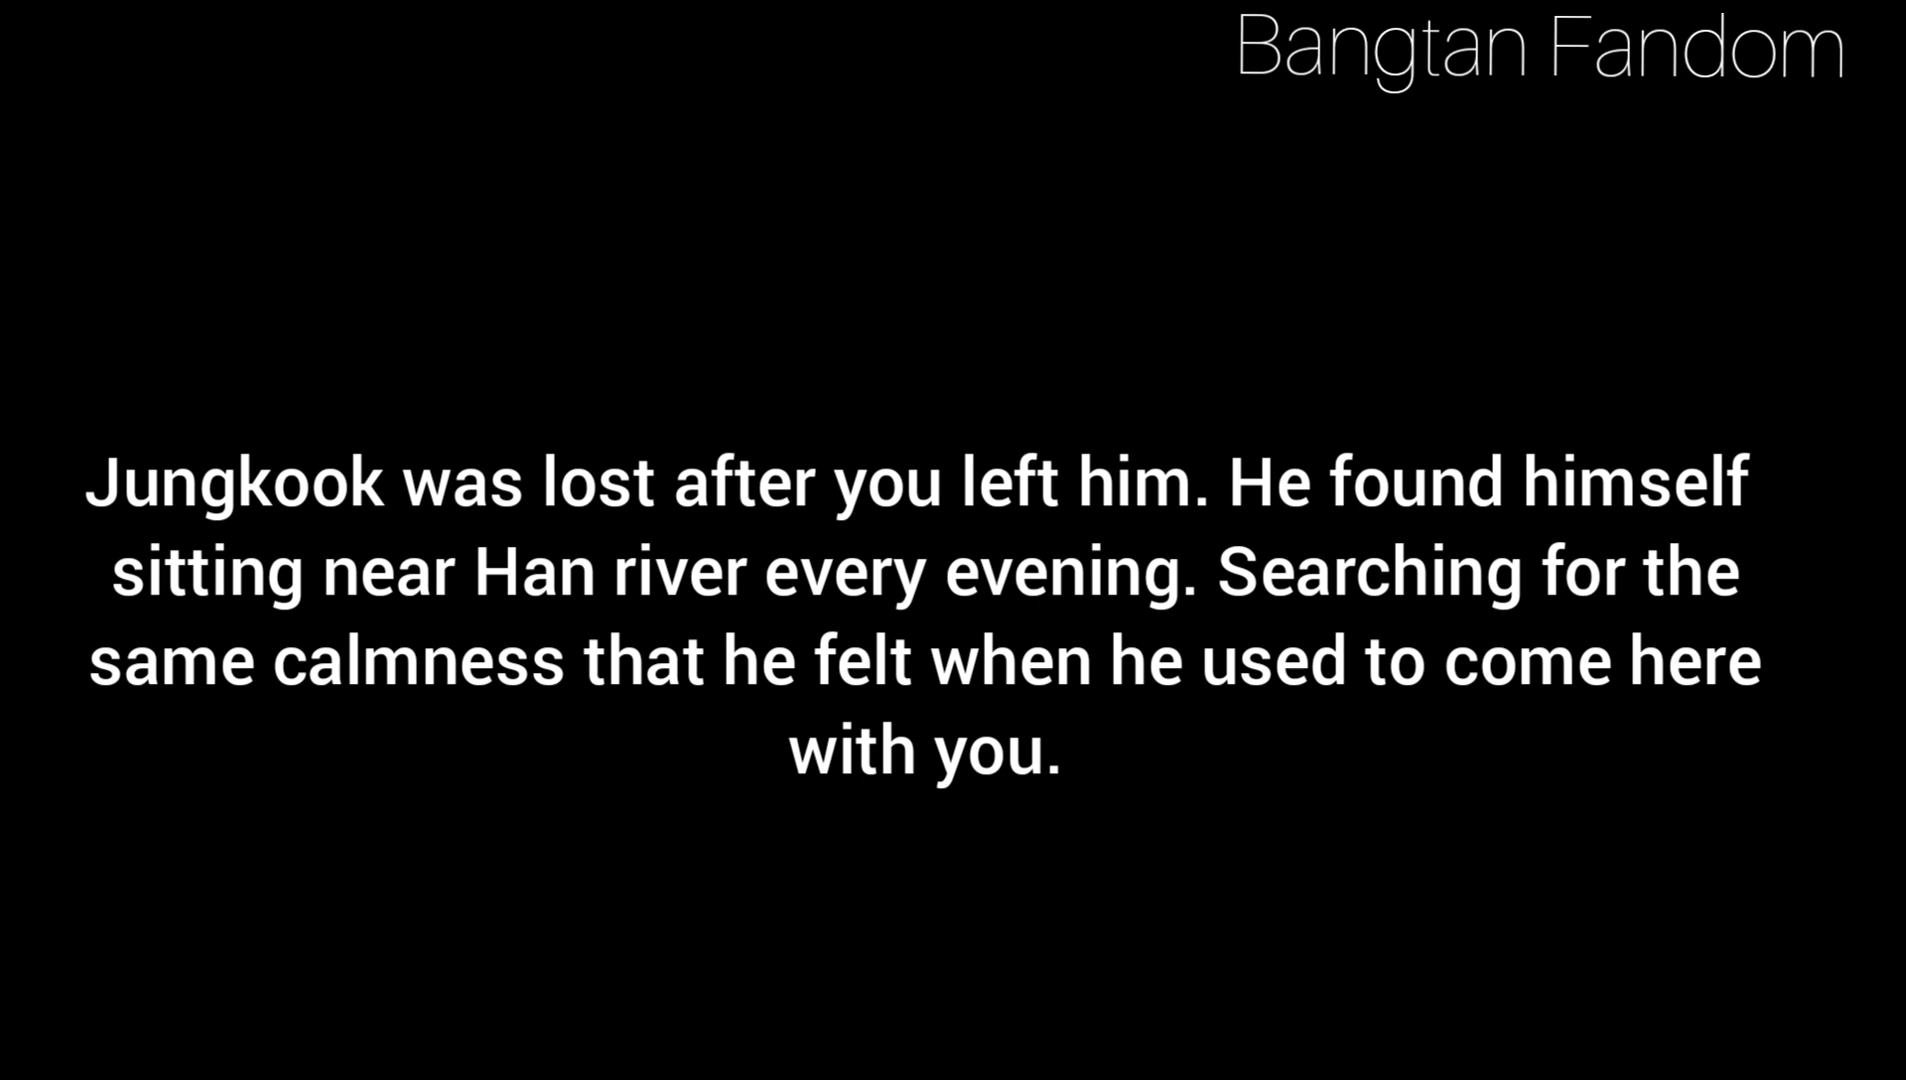 Bangtan Fandom
Jungkook was lost after you left him. He found himself
sitting near Han river every evening. Searching for the
same calmness that he felt when he used to come here
with you.